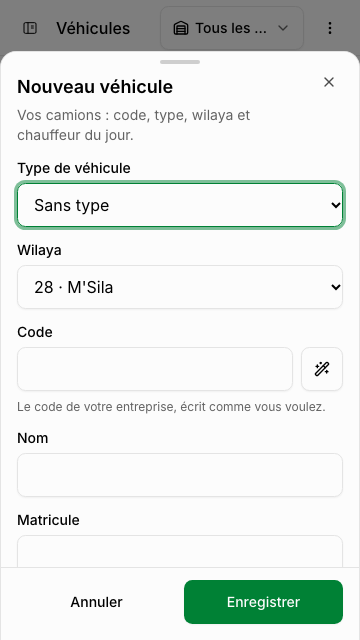 Véhicules
Tous les ...
Nouveau véhicule
Vos camions : code, type, wilaya et
chauffeur du jour.
Type de véhicule
Sans type
Wilaya
28 · M'Sila
Code
Le code de votre entreprise, écrit comme vous voulez.
Nom
Matricule
Annuler
Enregistrer